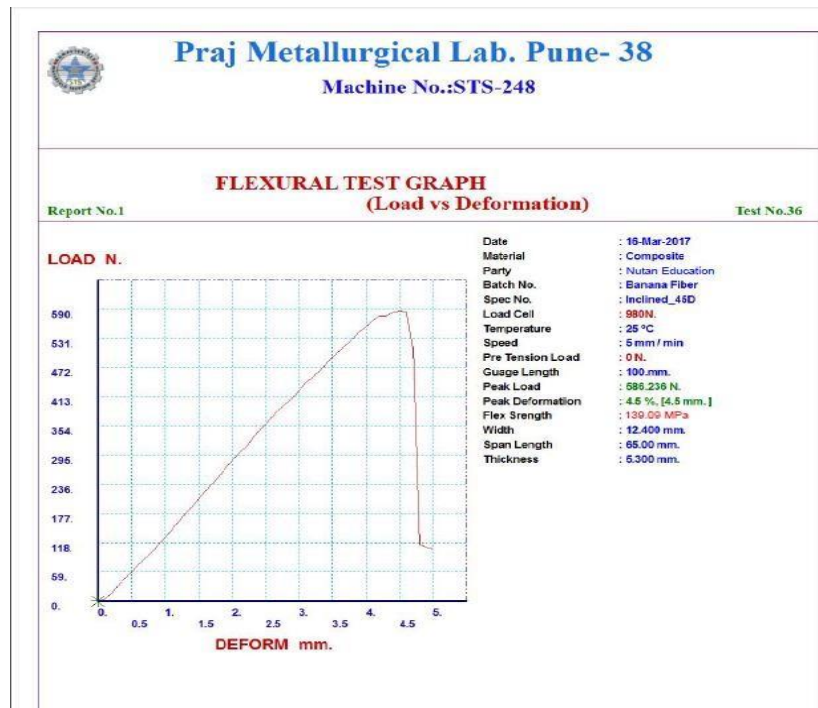 Praj Metallurgical Lab. Pune- 38
Machine No.:STS-248
FLEXURAL TEST GRAPH
(Load vs Deformation)
Report No.1
Test No.36
LOAD N.
590.
531.
472.
413.
354.
295.
236.
177.
118.
59.
0.
0. 1. 2. 3. 4. 5.
0.5 1.5 2.5 3.5 4.5
DEFORM mm.
Date : 16-Mar-2017
Material : Composite
Party : Nutan Education
Batch No. : Banana Fiber
Spec No. : Inclined_45D
Load Cell : 980N.
Temperature : 25 ºC
Speed : 5 mm / min
Pre Tension Load : 0 N.
Guage Length : 100.mm.
Peak Load : 586.236 N.
Peak Deformation : 4.5 %, [4.5 mm. ]
Flex Srength : 139.09 MPa
Width : 12.400 mm.
Span Length : 65.00 mm.
Thickness : 5.300 mm.